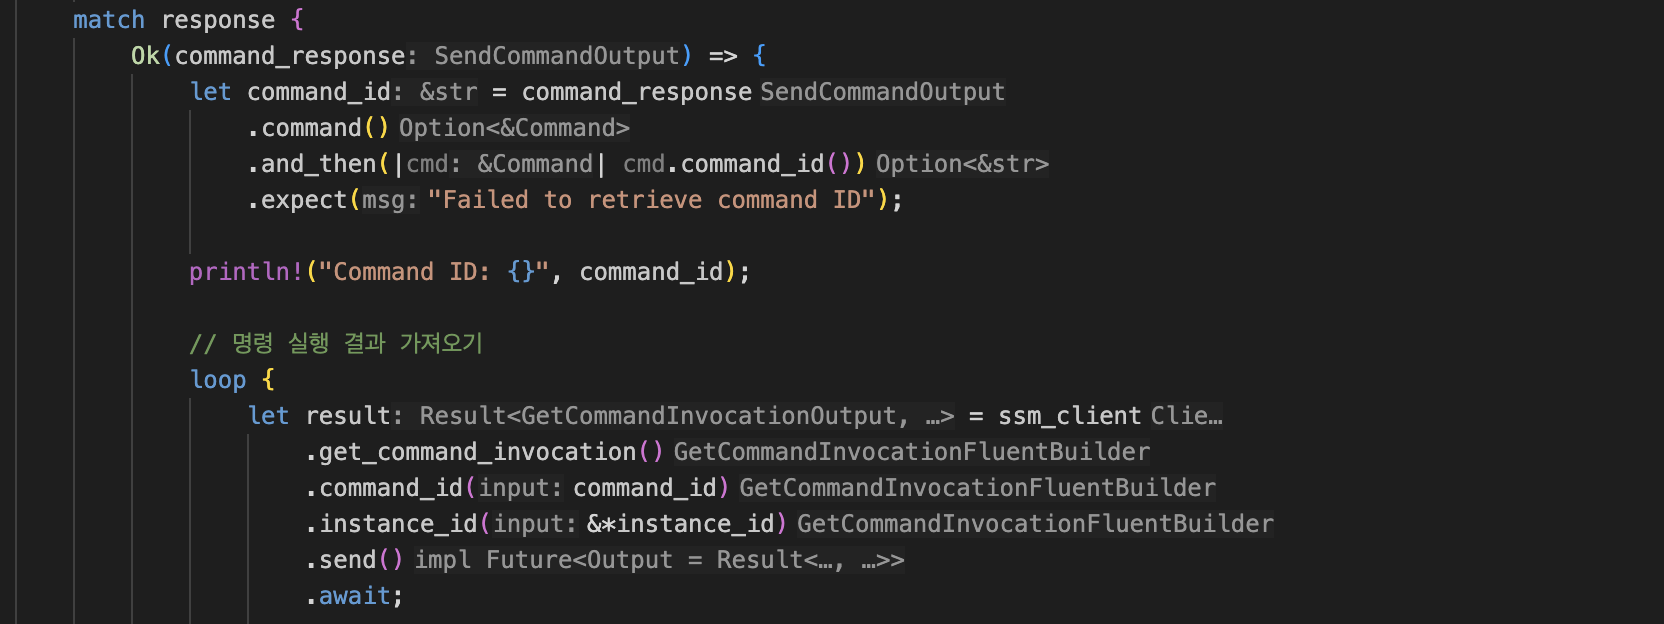 match response {
Ok(command_response: SendCommandOutput) => {
let command_id: &str = command_response SendCommandOutput
.command() Option<&Command>
.and_then(|cmd: &Command| cmd.command_id()) Option<&str>
.expect(msg: "Failed to retrieve command ID");
println!("Command ID: {}", command_id);
// 명령 실행 결과 가져오기
loop {
let result: Result<GetCommandInvocationOutput, …> = ssm_client Clie…
.get_command_invocation() GetCommandInvocationFluentBuilder
.command_id(input: command_id) GetCommandInvocationFluentBuilder
.instance_id(input: &*instance_id) GetCommandInvocationFluentBuilder
.send() impl Future<Output = Result<…, …>>
.await;